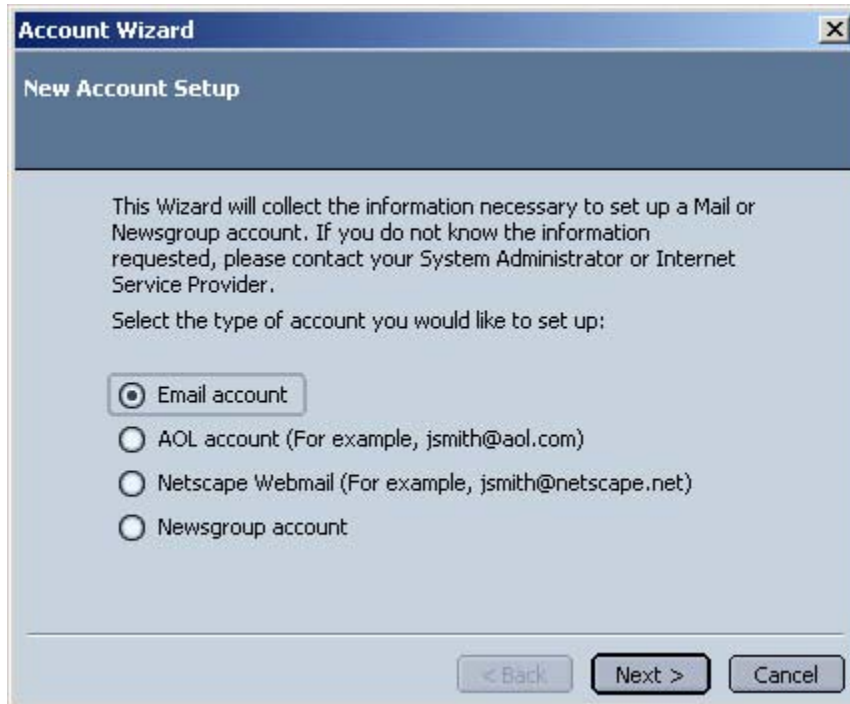 Account Wizard
New Account Setup
This Wizard will collect the information necessary to set up a Mail or
Newsgroup account. If you do not know the information
requested, please contact your System Administrator or Internet
Service Provider.
Select the type of account you would like to set up:
Email account
AOL account (For example, jsmith@aol.com)
Netscape Webmail (For example, jsmith@netscape.net)
Newsgroup account
< Back Next > Cancel